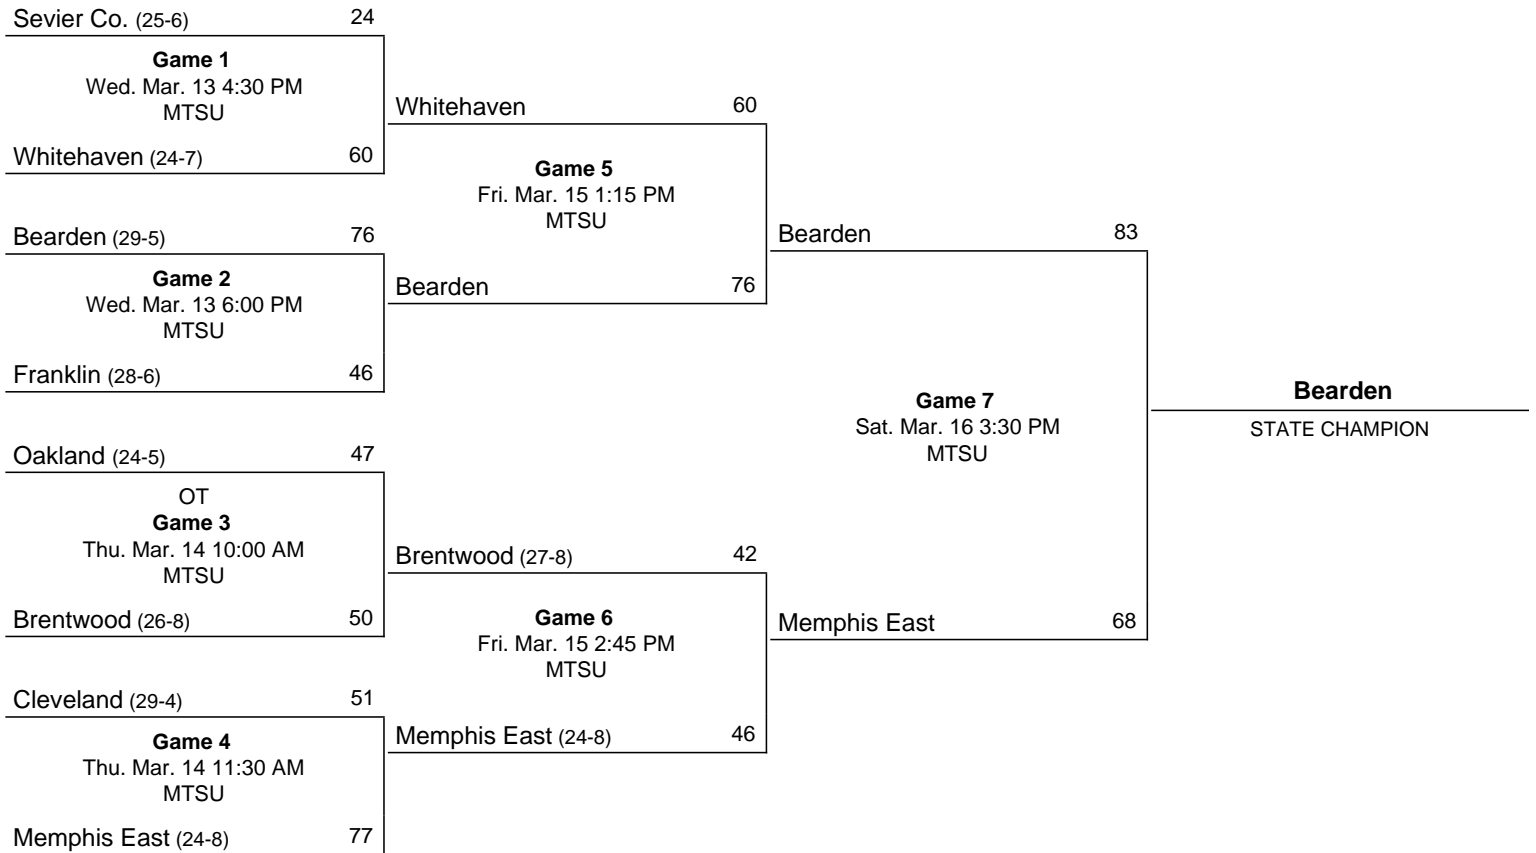 Sevier Co. (25-6) 24
Game 1
Wed. Mar. 13 4:30 PM
MTSU
Whitehaven (24-7) 60
Bearden (29-5) 76
Game 2
Wed. Mar. 13 6:00 PM
MTSU
Franklin (28-6) 46
Oakland (24-5) 47
OT
Game 3
Thu. Mar. 14 10:00 AM
MTSU
Brentwood (26-8) 50
Cleveland (29-4) 51
Game 4
Thu. Mar. 14 11:30 AM
MTSU
Memphis East (24-8) 77
Whitehaven 60
Game 5
Fri. Mar. 15 1:15 PM
MTSU
Bearden 76
Brentwood (27-8) 42
Game 6
Fri. Mar. 15 2:45 PM
MTSU
Memphis East (24-8) 46
Bearden 83
Game 7
Sat. Mar. 16 3:30 PM
MTSU
Memphis East 68
Bearden
STATE CHAMPION